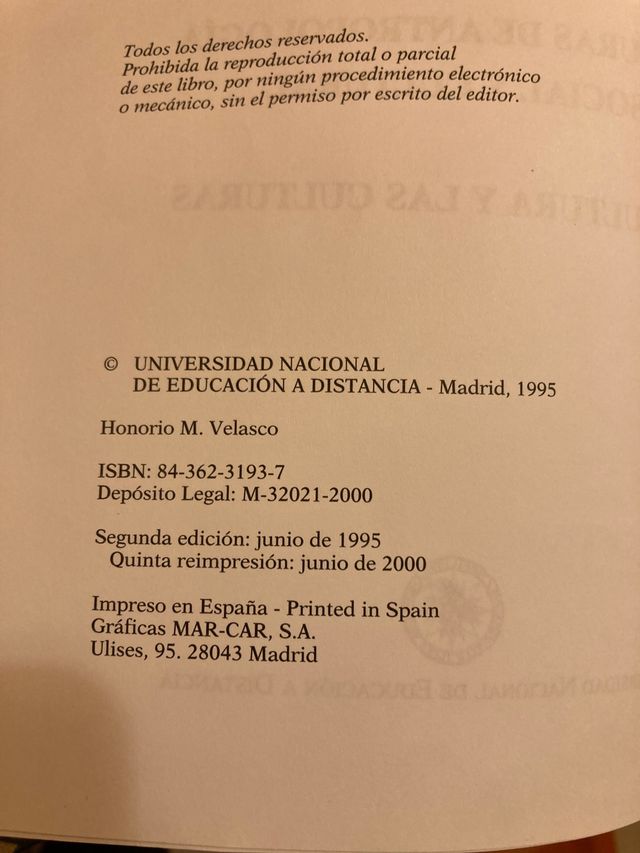 Todos los derechos reservados.
Prohibida la reproducción total o parcial
de este libro, por ningún procedimiento electrónico
o mecánico, sin el permiso por escrito del editor.
© UNIVERSIDAD NACIONAL
DE EDUCACIÓN A DISTANCIA - Madrid, 1995
Honorio M. Velasco
ISBN: 84-362-3193-7
Depósito Legal: M-32021-2000
Segunda edición: junio de 1995
Quinta reimpresión: junio de 2000
Impreso en España - Printed in Spain
Gráficas MAR-CAR, S.A.
Ulises, 95. 28043 Madrid